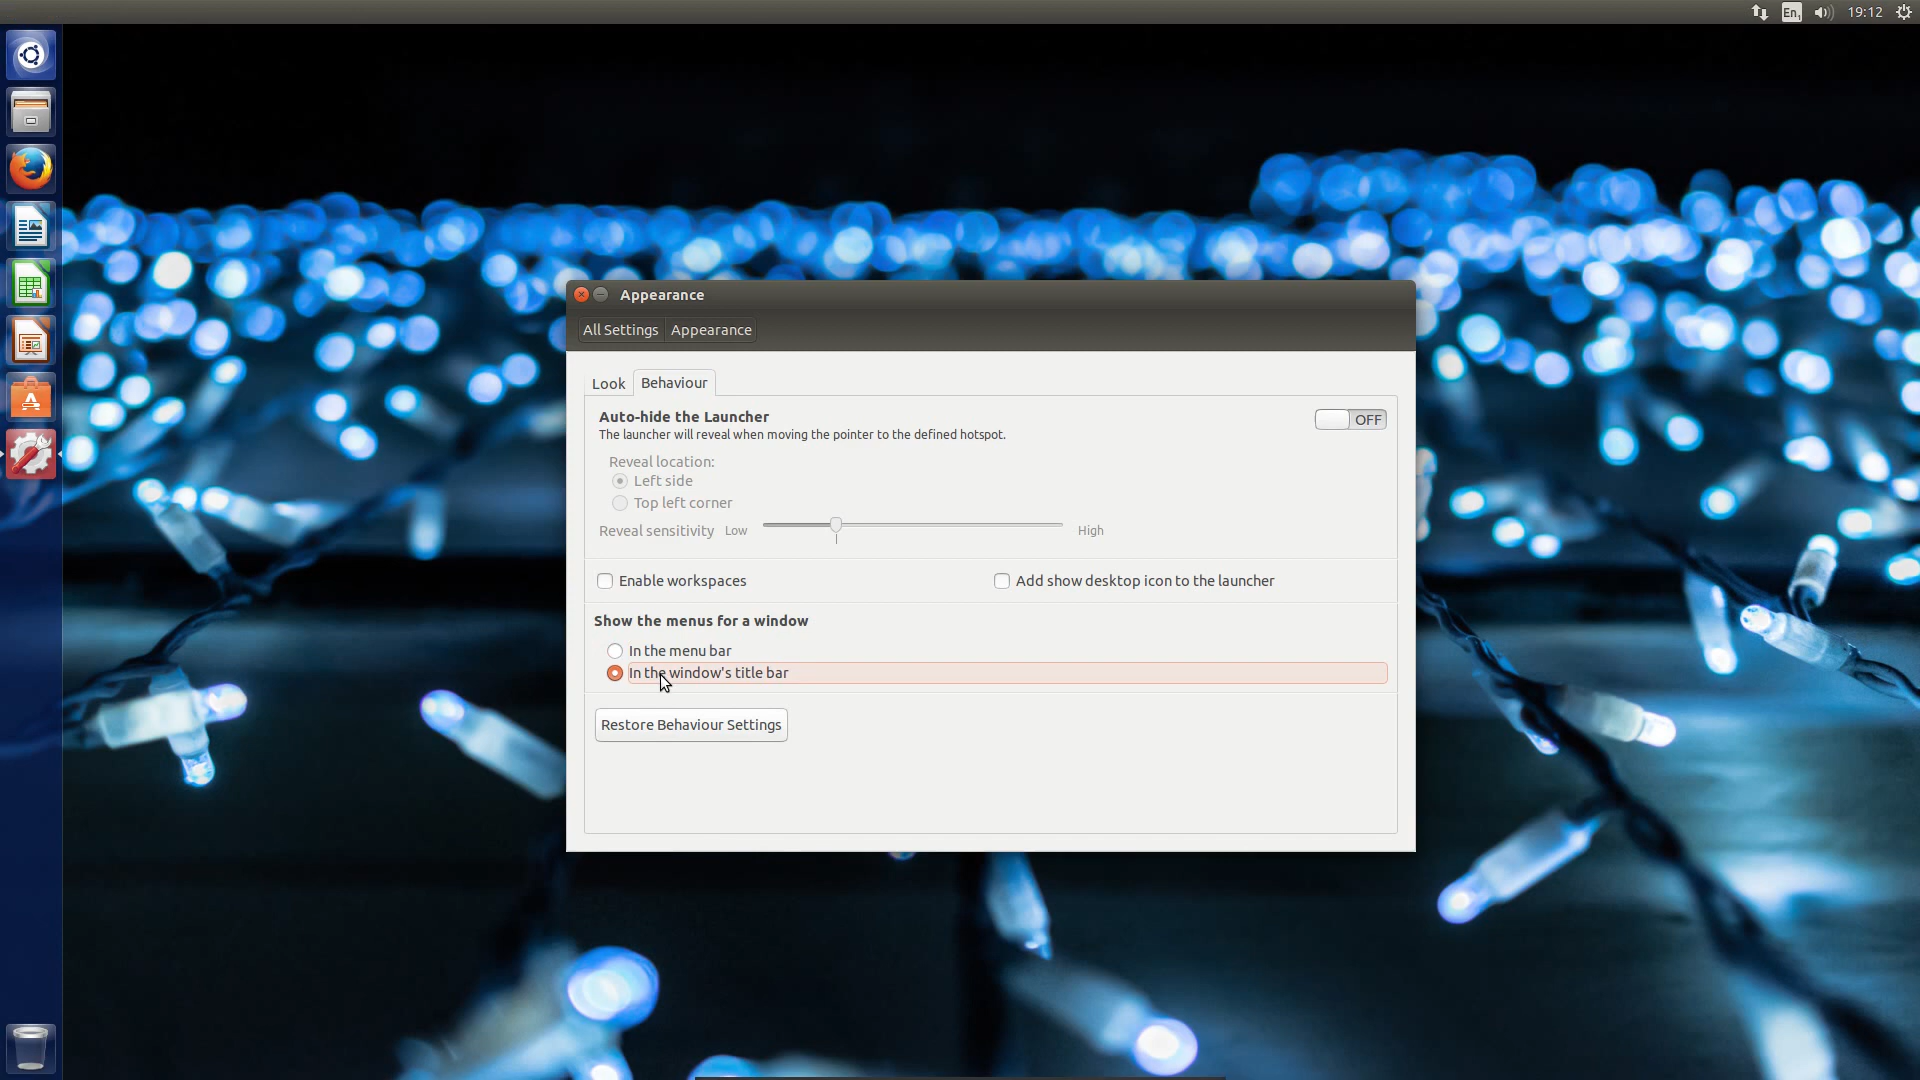 En₁ 19:12
Appearance
All Settings Appearance
Look Behaviour
Auto-hide the Launcher OFF
The launcher will reveal when moving the pointer to the defined hotspot.
Reveal location:
Left side
Top left corner
Reveal sensitivity Low High
Enable workspaces Add show desktop icon to the launcher
Show the menus for a window
In the menu bar
In the window's title bar
Restore Behaviour Settings